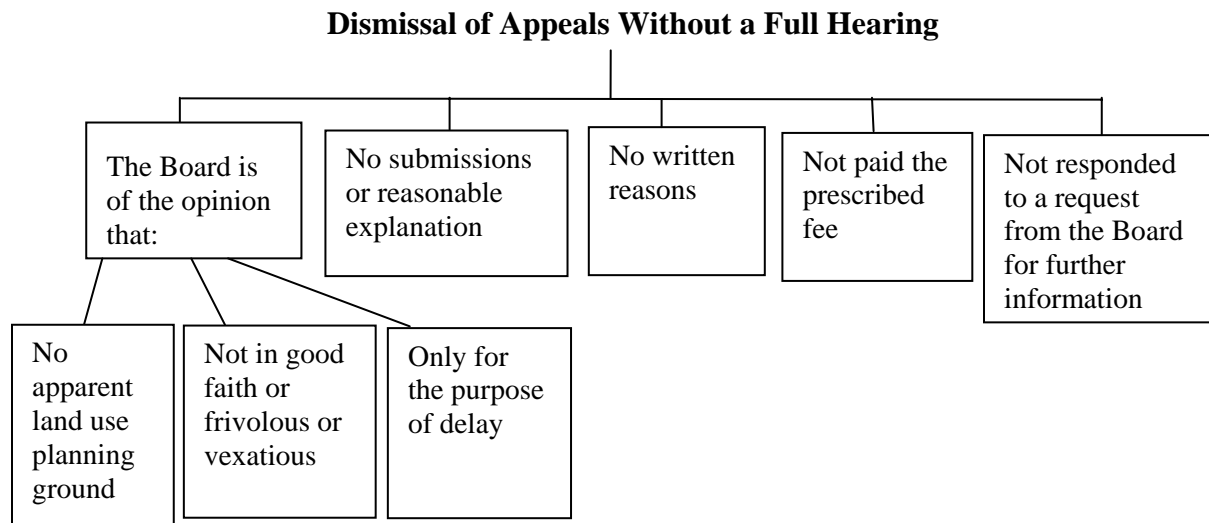 Dismissal of Appeals Without a Full Hearing
The Board is
of the opinion
that:
No submissions
or reasonable
explanation
No written
reasons
Not paid the
prescribed
fee
Not responded
to a request
from the Board
for further
information
No
apparent
land use
planning
ground
Not in good
faith or
frivolous or
vexatious
Only for
the purpose
of delay